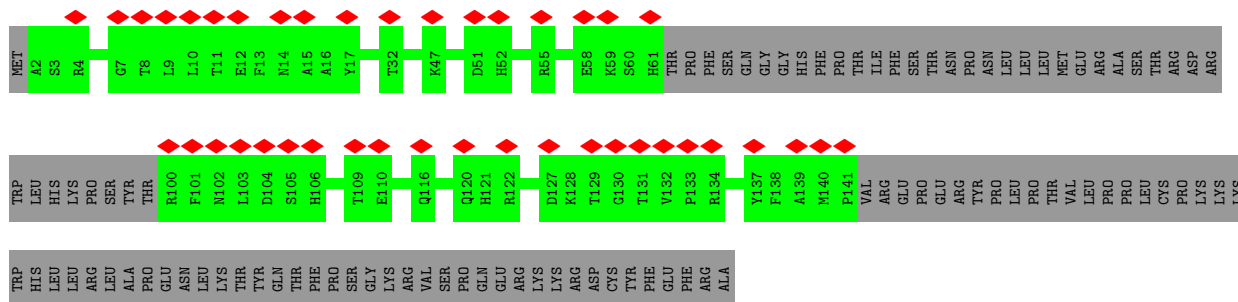 MET A2 S3 R4 G7 T8 L9 L10 T11 E12 F13 N14 A15 A16 Y17 T32 K47 D51 H52 R55 E58 K59 S60 H61 THR PRO PHE SER GLN GLY GLY HIS PHE PRO THR ILE PHE SER THR ASN PRO ASN LEU LEU LEU MET GLU ARG ALA SER THR ARG ASP ARG
TRP LEU HIS LYS PRO SER TYR THR R100 F101 N102 L103 D104 S105 H106 T109 E110 Q116 Q120 H121 R122 D127 K128 T129 G130 T131 V132 P133 R134 Y137 F138 A139 M140 P141 VAL ARG GLU PRO GLU ARG TYR PRO LEU PRO THR VAL LEU PRO PRO LEU CYS PRO LYS LYS LYS
TRP HIS LEU LEU ARG LEU ALA PRO GLU ASN LEU LYS THR TYR GLN THR PHE PRO SER GLY LYS ARG VAL SER PRO GLN GLU ARG LYS LYS ARG ASP CYS TYR PHE GLU PHE ARG ALA